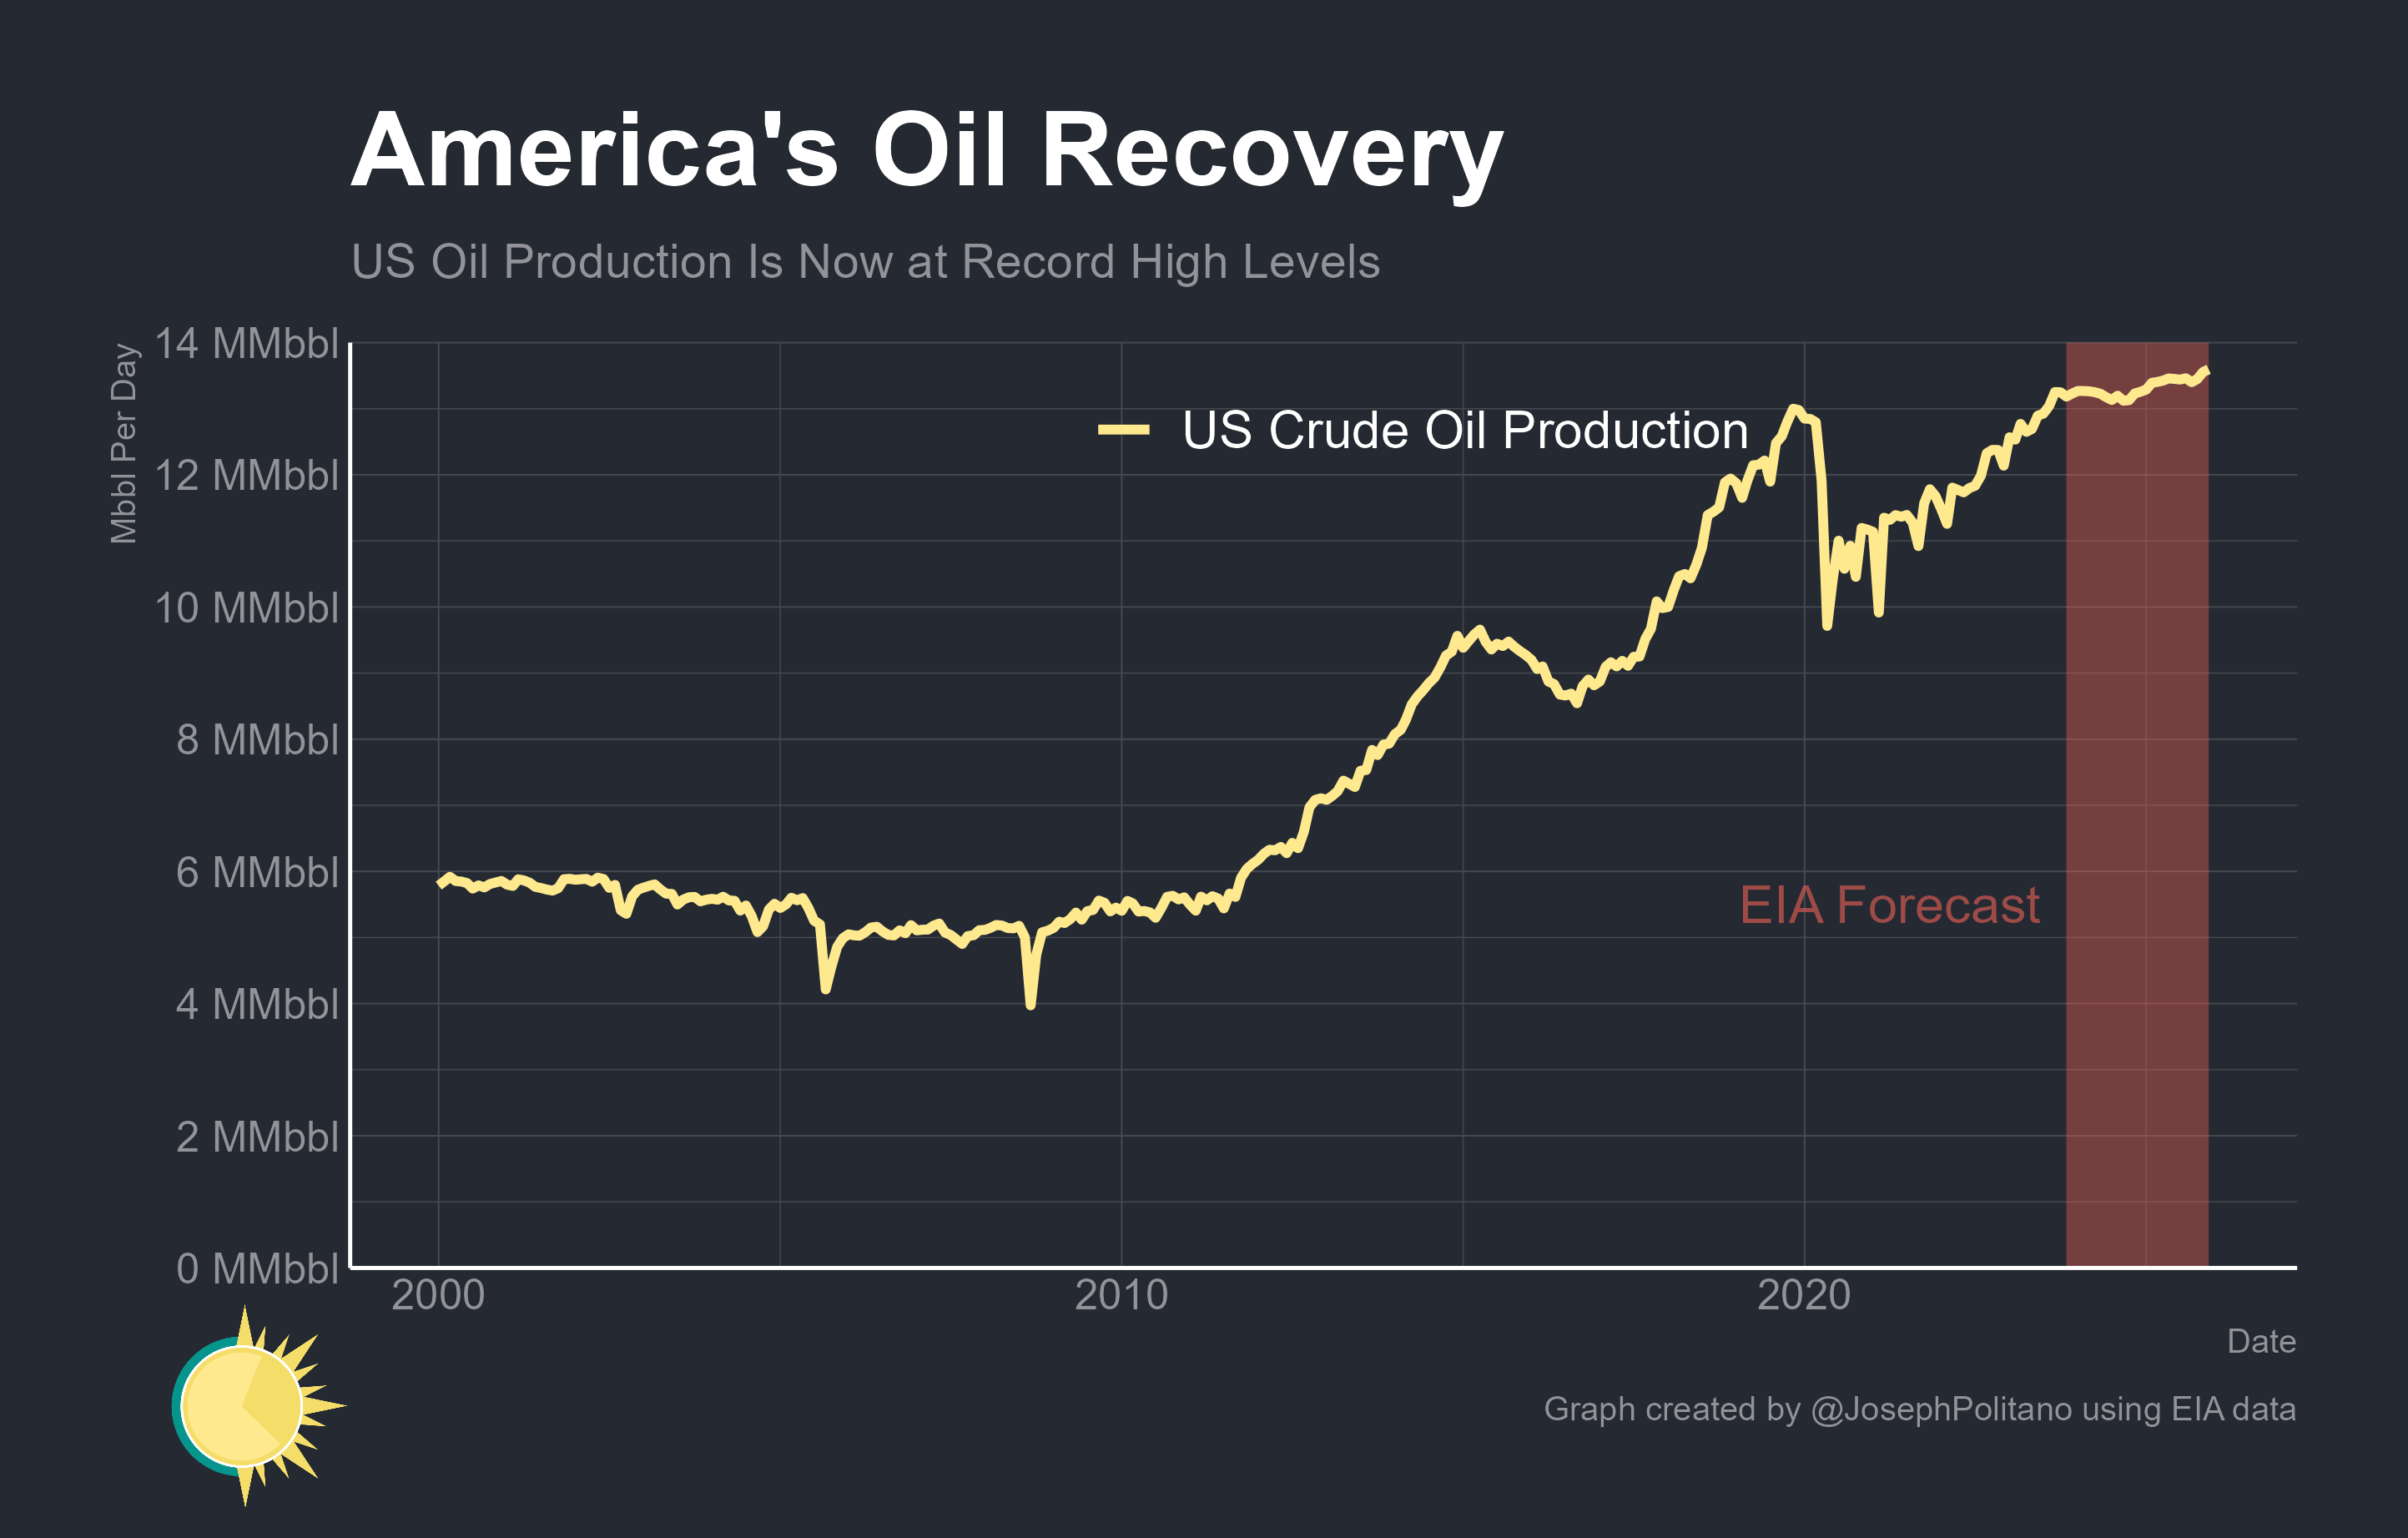 America's Oil Recovery
US Oil Production Is Now at Record High Levels
Mbbl Per Day
14 MMbbl
12 MMbbl
10 MMbbl
8 MMbbl
6 MMbbl
4 MMbbl
2 MMbbl
0 MMbbl
US Crude Oil Production
EIA Forecast
2000
2010
2020
Date
Graph created by @JosephPolitano using EIA data